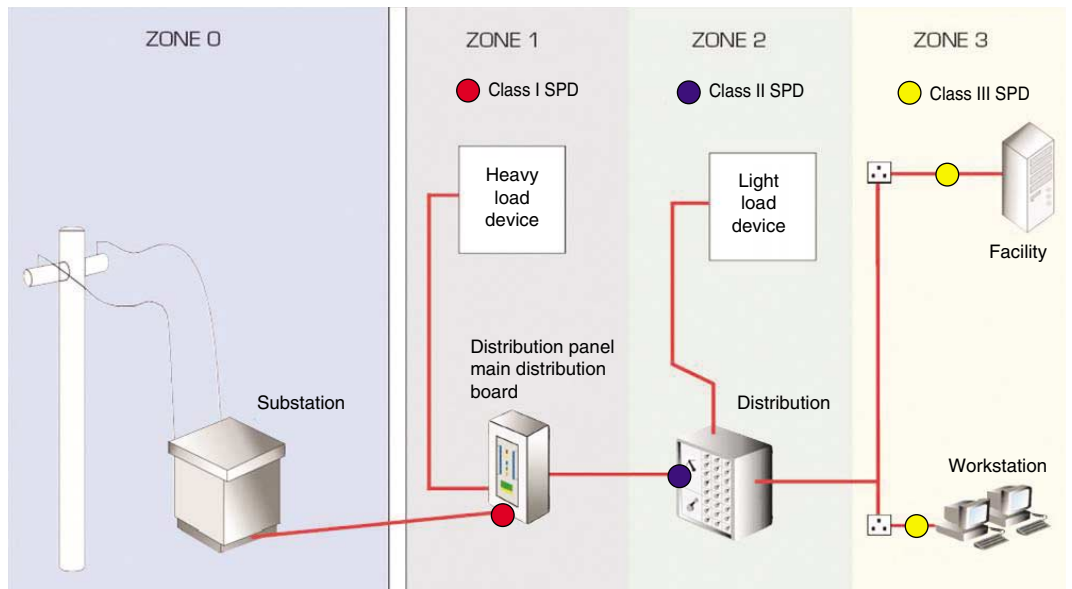 ZONE 0
ZONE 1
ZONE 2
ZONE 3
Class I SPD
Class II SPD
Class III SPD
Heavy
load
device
Light
load
device
Facility
Distribution panel
main distribution
board
Substation
Distribution
Workstation